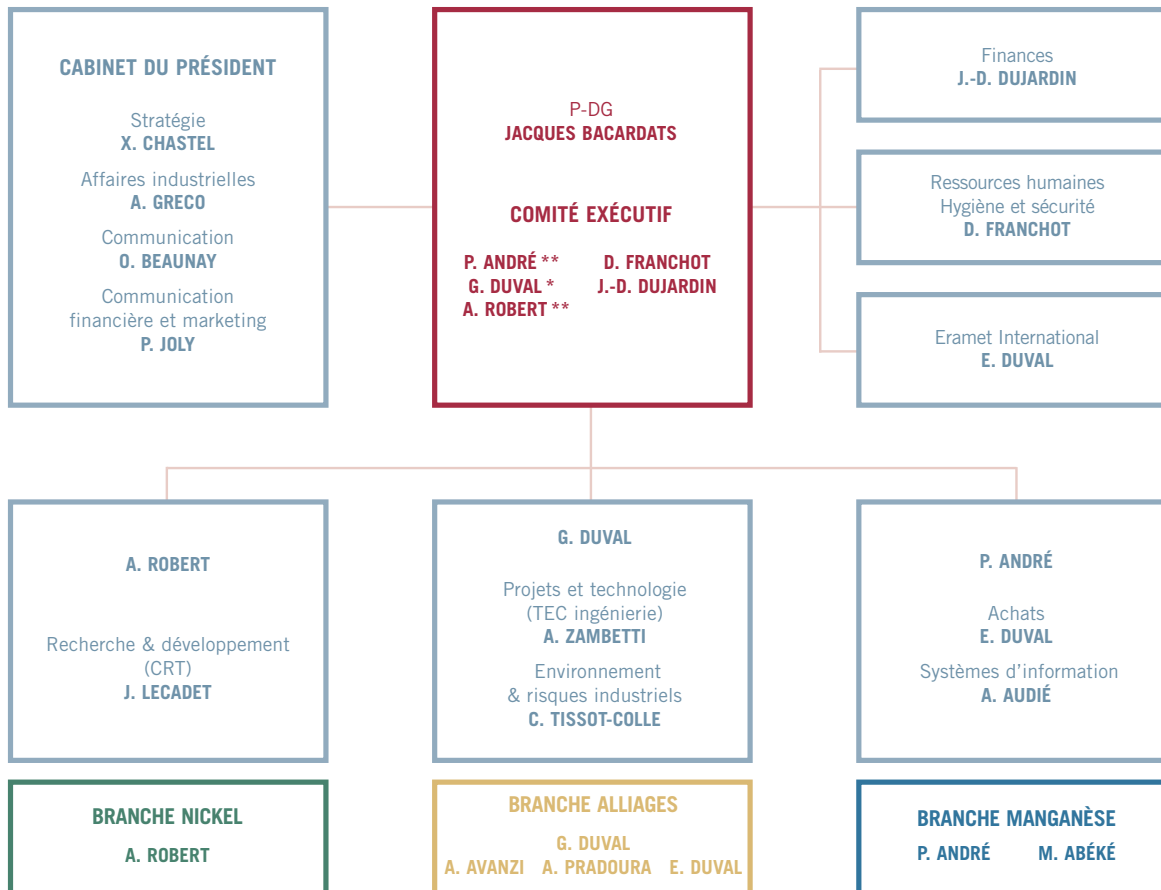 CABINET DU PRÉSIDENT
Stratégie
X. CHASTEL
Affaires industrielles
A. GRECO
Communication
O. BEAUNAY
Communication
financière et marketing
P. JOLY
P-DG
JACQUES BACARDATS
COMITÉ EXÉCUTIF
P. ANDRÉ ** D. FRANCHOT
G. DUVAL * J.-D. DUJARDIN
A. ROBERT **
Finances
J.-D. DUJARDIN
Ressources humaines
Hygiène et sécurité
D. FRANCHOT
Eramet International
E. DUVAL
A. ROBERT
Recherche & développement
(CRT)
J. LECADET
G. DUVAL
Projets et technologie
(TEC ingénierie)
A. ZAMBETTI
Environnement
& risques industriels
C. TISSOT-COLLE
P. ANDRÉ
Achats
E. DUVAL
Systèmes d'information
A. AUDIÉ
BRANCHE NICKEL
A. ROBERT
BRANCHE ALLIAGES
G. DUVAL
A. AVANZI A. PRADOURA E. DUVAL
BRANCHE MANGANÈSE
P. ANDRÉ M. ABÉKÉ